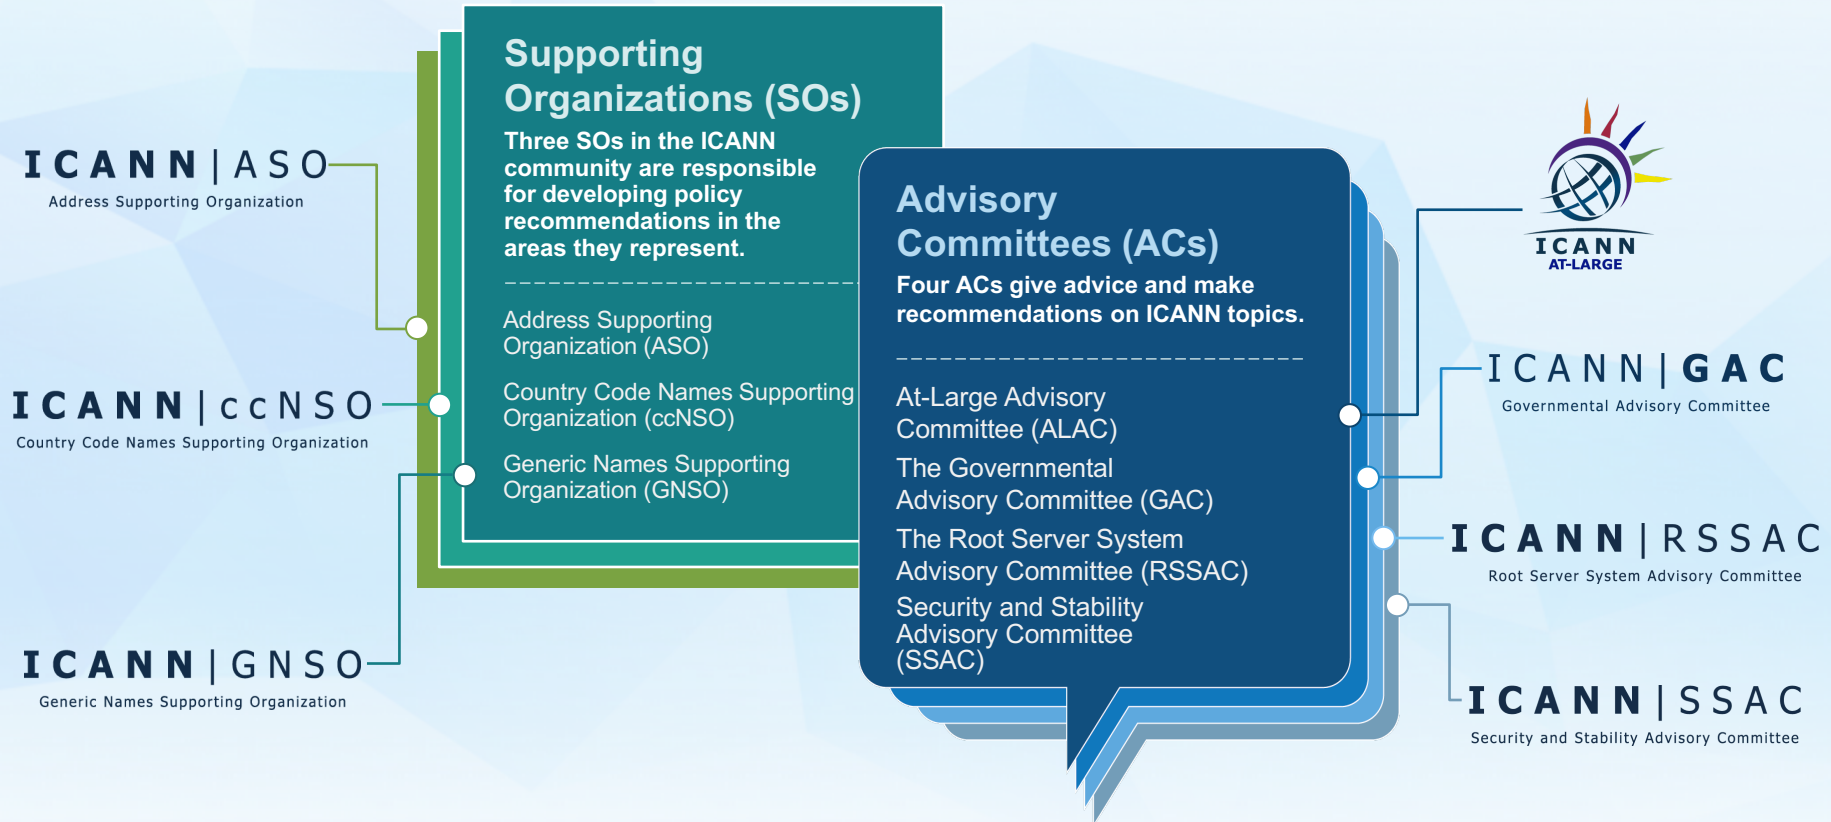 Supporting
Organizations (SOs)
Three SOs in the ICANN
community are responsible
for developing policy
recommendations in the
areas they represent.
Address Supporting
Organization (ASO)
Country Code Names Supporting
Organization (ccNSO)
Generic Names Supporting
Organization (GNSO)
ICANN|ASO
Address Supporting Organization
ICANN|ccNSO
Country Code Names Supporting Organization
ICANN|GNSO
Generic Names Supporting Organization
Advisory
Committees (ACs)
Four ACs give advice and make
recommendations on ICANN topics.
At-Large Advisory
Committee (ALAC)
The Governmental
Advisory Committee (GAC)
The Root Server System
Advisory Committee (RSSAC)
Security and Stability
Advisory Committee
(SSAC)
ICANN
AT-LARGE
ICANN|GAC
Governmental Advisory Committee
ICANN|RSSAC
Root Server System Advisory Committee
ICANN|SSAC
Security and Stability Advisory Committee